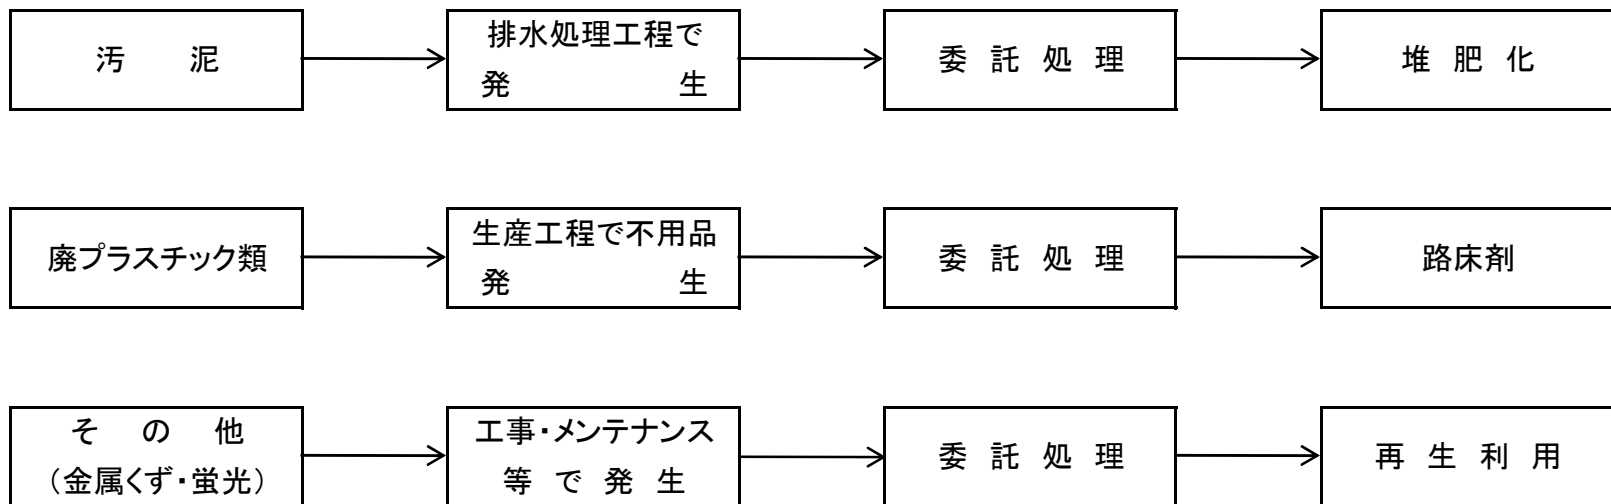 汚泥
排水処理工程で
発生
委託処理
堆肥化
廃プラスチック類
生産工程で不用品
発生
委託処理
路床剤
その他
(金属くず・蛍光)
工事・メンテナンス
等で発生
委託処理
再生利用